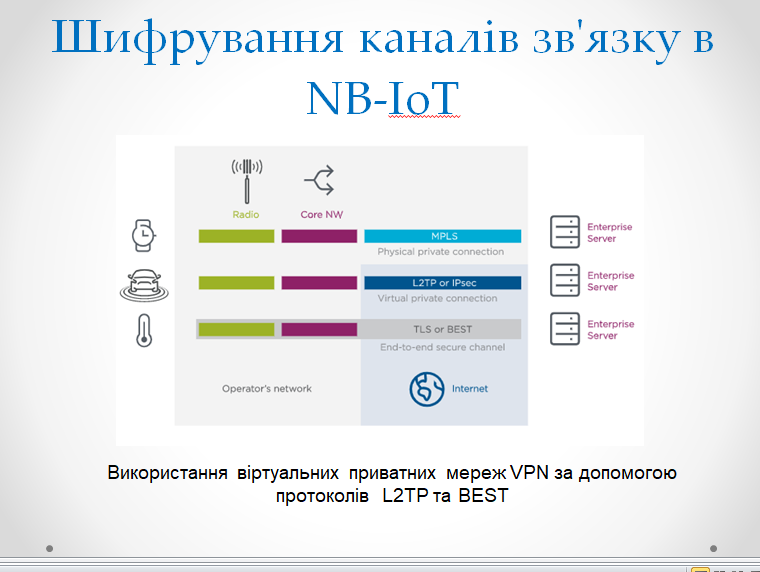 Шифрування каналів зв'язку в
NB-IoT
Radio
Core NW
MPLS
Physical private connection
Enterprise
Server
L2TP or IPsec
Virtual private connection
Enterprise
Server
TLS or BEST
End-to-end secure channel
Enterprise
Server
Operator's network
Internet
Використання віртуальних приватних мереж VPN за допомогою
протоколів L2TP та BEST